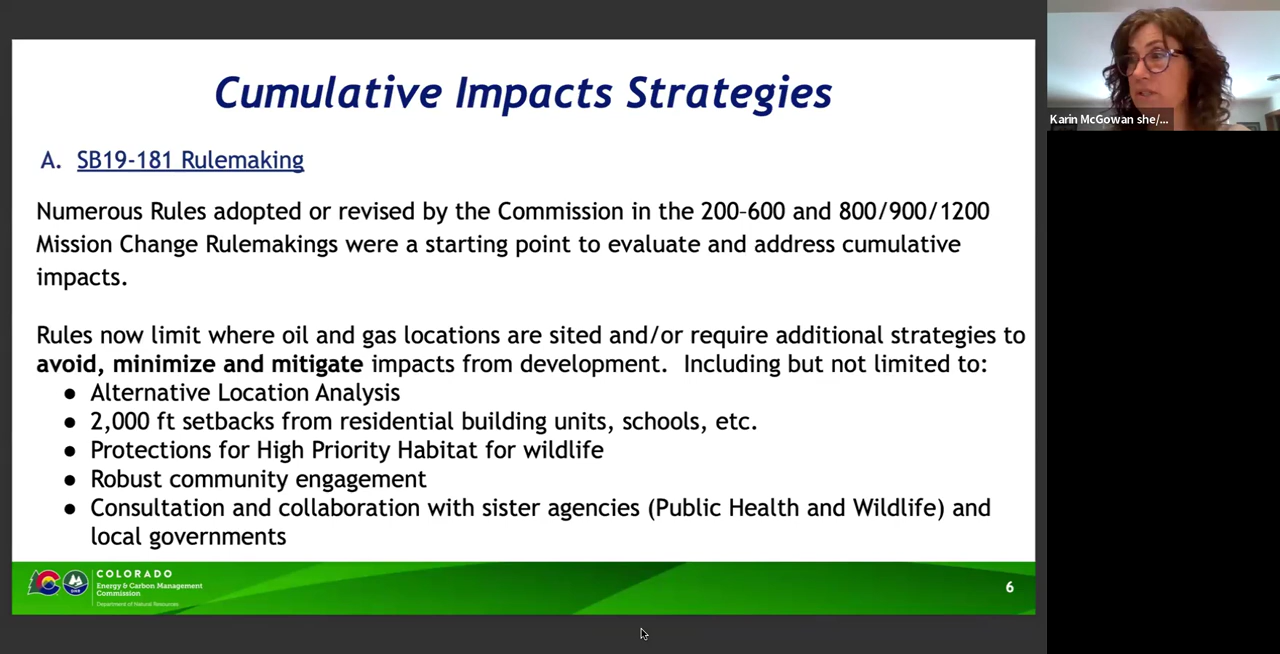 Cumulative Impacts Strategies
A. SB19-181 Rulemaking
Numerous Rules adopted or revised by the Commission in the 200-600 and 800/900/1200
Mission Change Rulemakings were a starting point to evaluate and address cumulative
impacts.
Rules now limit where oil and gas locations are sited and/or require additional strategies to
avoid, minimize and mitigate impacts from development. Including but not limited to:
● Alternative Location Analysis
● 2,000 ft setbacks from residential building units, schools, etc.
● Protections for High Priority Habitat for wildlife
● Robust community engagement
● Consultation and collaboration with sister agencies (Public Health and Wildlife) and
local governments
COLORADO
Energy & Carbon Management
Commission
Department of Natural Resources
6
Karin McGowan she/...